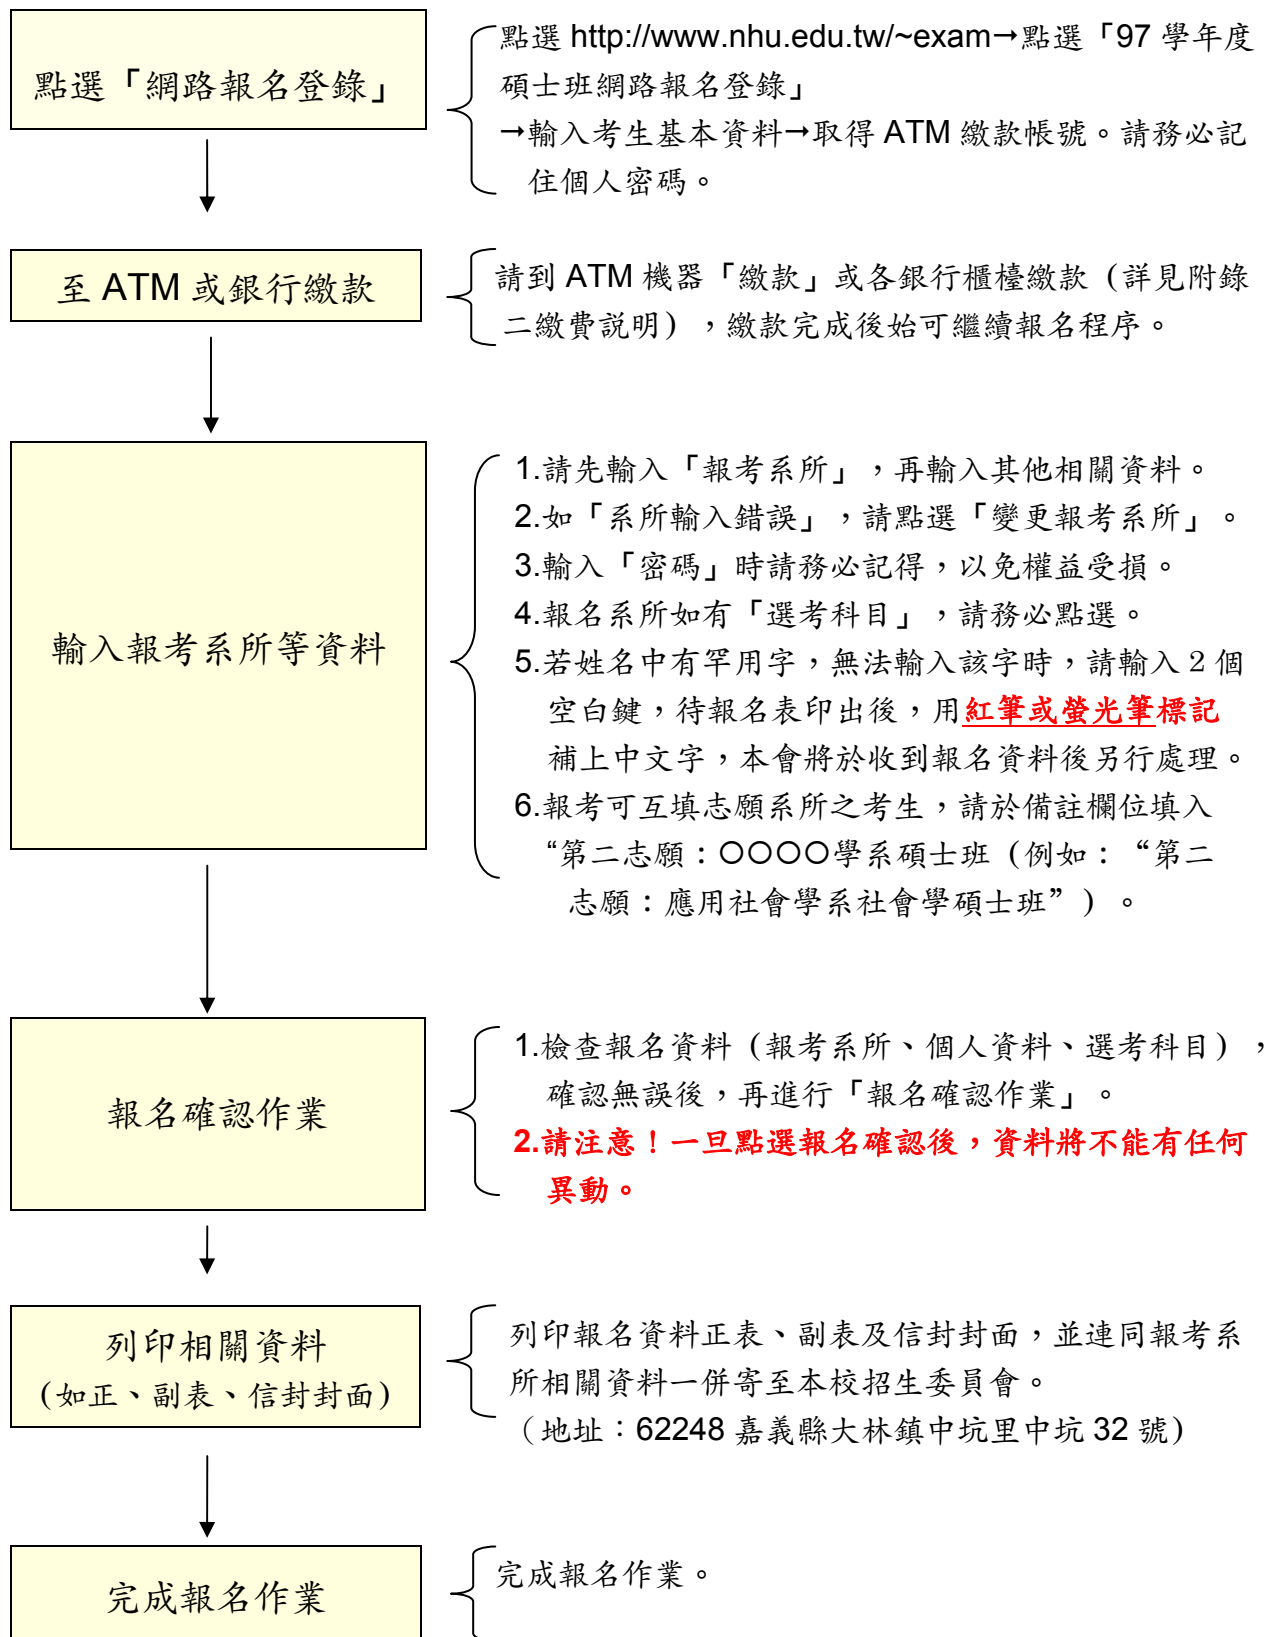 點選「網路報名登錄」
點選 http://www.nhu.edu.tw/~exam→點選「97 學年度
碩士班網路報名登錄」
→輸入考生基本資料→取得 ATM 繳款帳號。請務必記
住個人密碼。
至 ATM 或銀行繳款
請到 ATM 機器「繳款」或各銀行櫃檯繳款（詳見附錄
二繳費說明），繳款完成後始可繼續報名程序。
輸入報考系所等資料
1.請先輸入「報考系所」，再輸入其他相關資料。
2.如「系所輸入錯誤」，請點選「變更報考系所」。
3.輸入「密碼」時請務必記得，以免權益受損。
4.報名系所如有「選考科目」，請務必點選。
5.若姓名中有罕用字，無法輸入該字時，請輸入２個
空白鍵，待報名表印出後，用紅筆或螢光筆標記
補上中文字，本會將於收到報名資料後另行處理。
6.報考可互填志願系所之考生，請於備註欄位填入
“第二志願：○○○○學系碩士班（例如：“第二
志願：應用社會學系社會學碩士班”）。
報名確認作業
1.檢查報名資料（報考系所、個人資料、選考科目），
確認無誤後，再進行「報名確認作業」。
2.請注意！一旦點選報名確認後，資料將不能有任何
異動。
列印相關資料
（如正、副表、信封封面）
列印報名資料正表、副表及信封封面，並連同報考系
所相關資料一併寄至本校招生委員會。
（地址：62248 嘉義縣大林鎮中坑里中坑 32 號）
完成報名作業
完成報名作業。